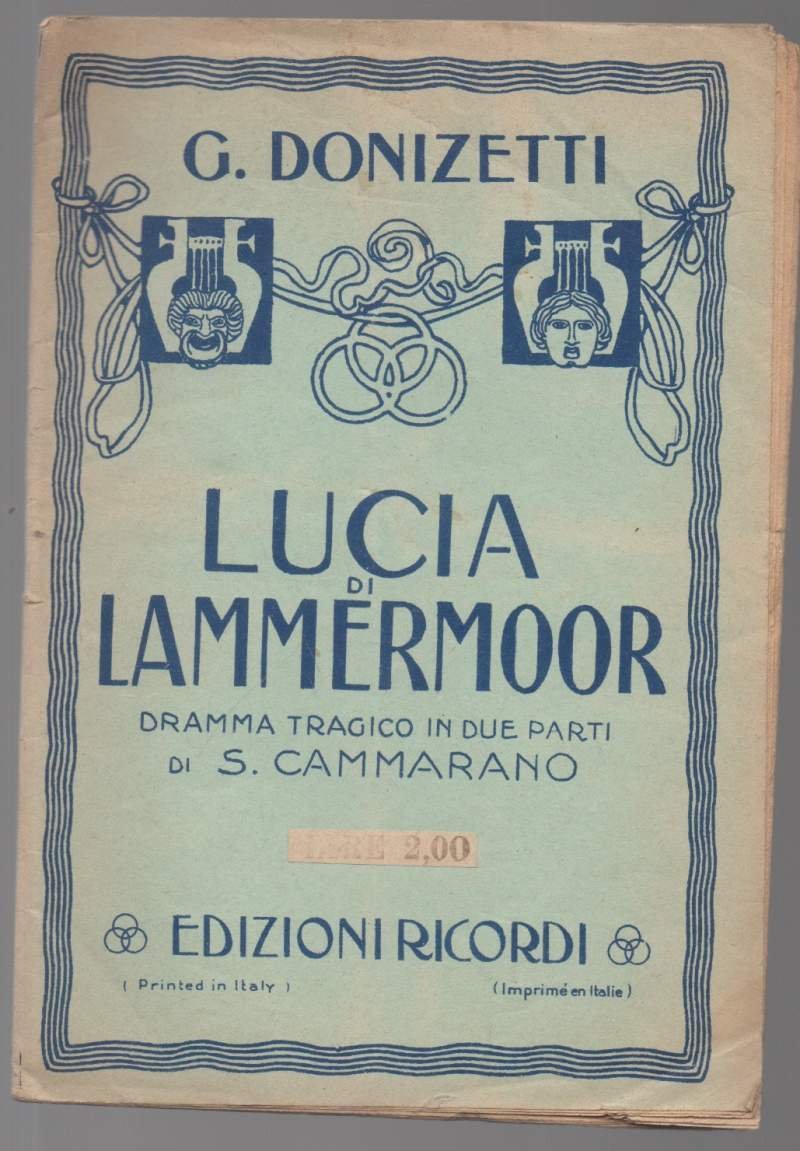 G. DONIZETTI
LUCIA
DI
LAMMERMOOR
DRAMMA TRAGICO IN DUE PARTI
DI S. CAMMARANO
LIRE 2,00
EDIZIONI RICORDI
( Printed in Italy )
(Imprimé en Italie)